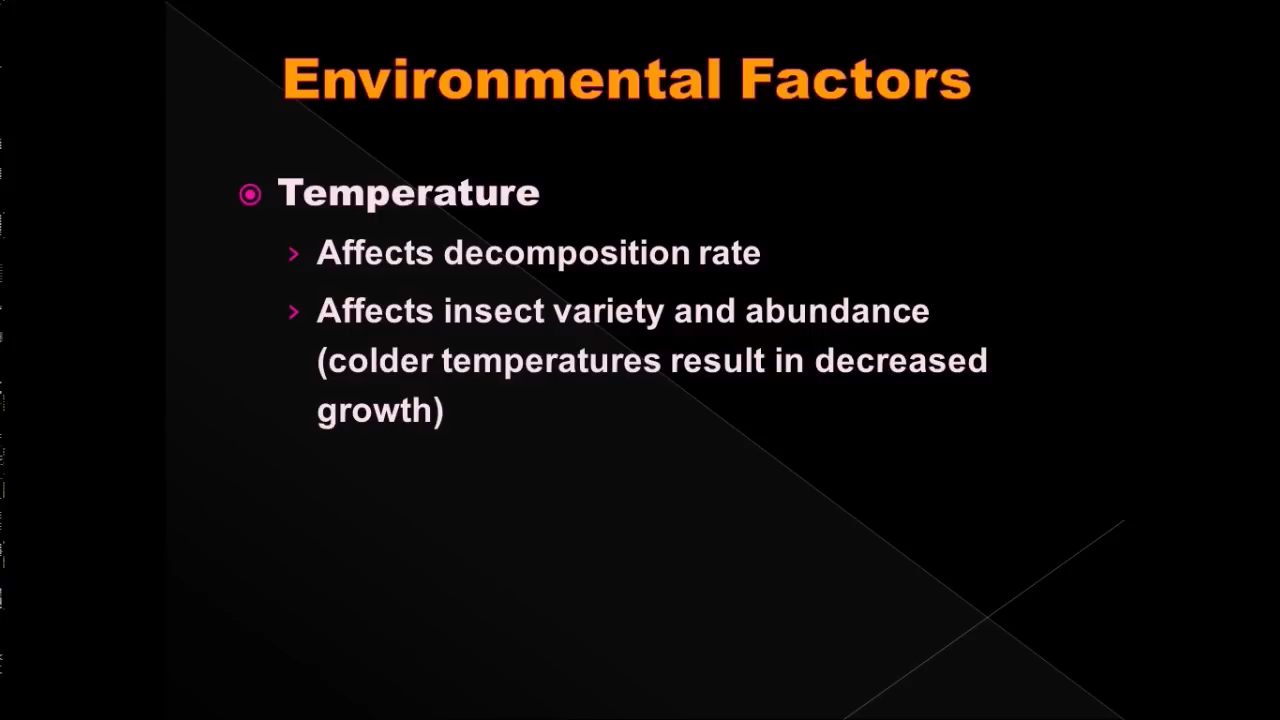 Environmental Factors
Temperature
Affects decomposition rate
Affects insect variety and abundance
(colder temperatures result in decreased
growth)